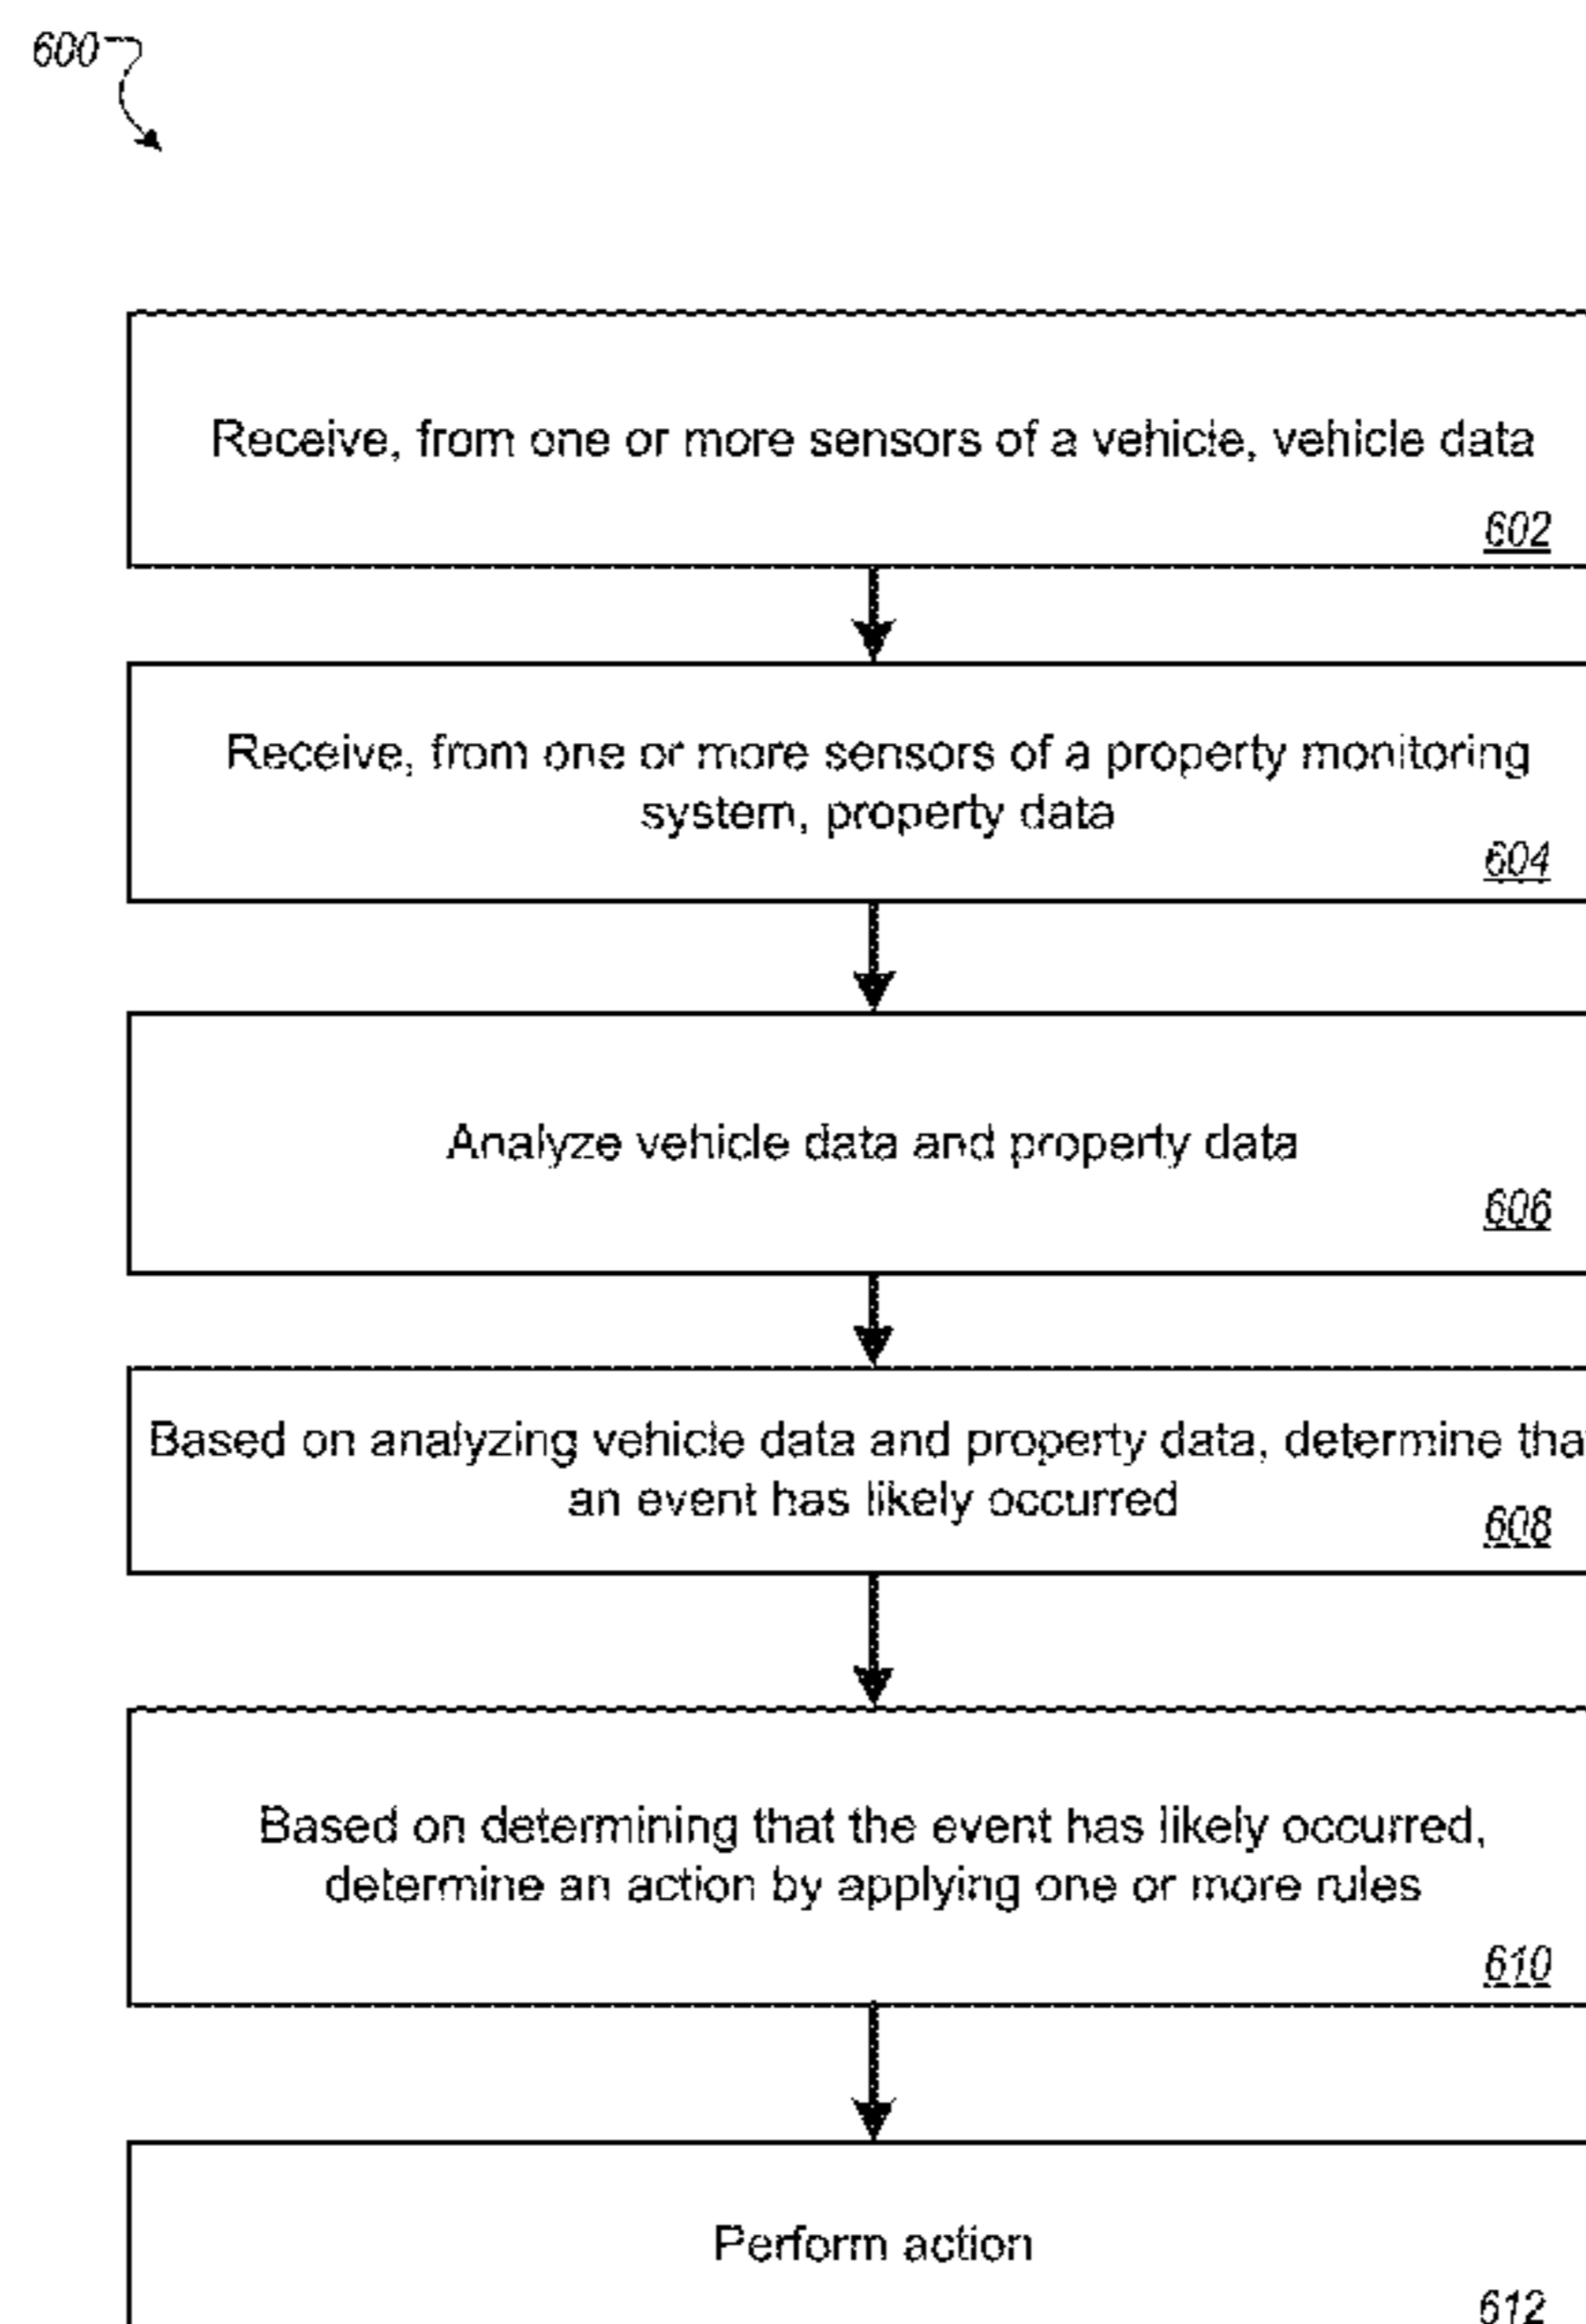 600
Receive, from one or more sensors of a vehicle, vehicle data
602
Receive, from one or more sensors of a property monitoring
system, property data
604
Analyze vehicle data and property data
606
Based on analyzing vehicle data and property data, determine that
an event has likely occurred
608
Based on determining that the event has likely occurred,
determine an action by applying one or more rules
610
Perform action
612